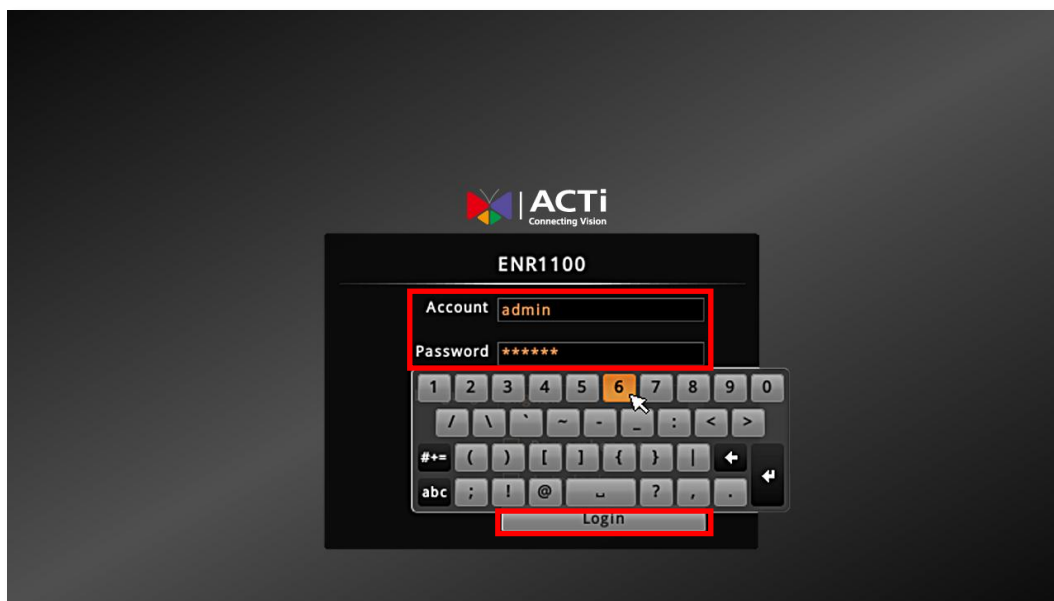 ACTi
Connecting Vision
ENR1100
Account admin
Password ******
1 2 3 4 5 6 7 8 9 0
/ \ ` ~ - _ : < >
#+= ( ) [ ] { } |
abc ; ! @ ␣ ? , .
Login